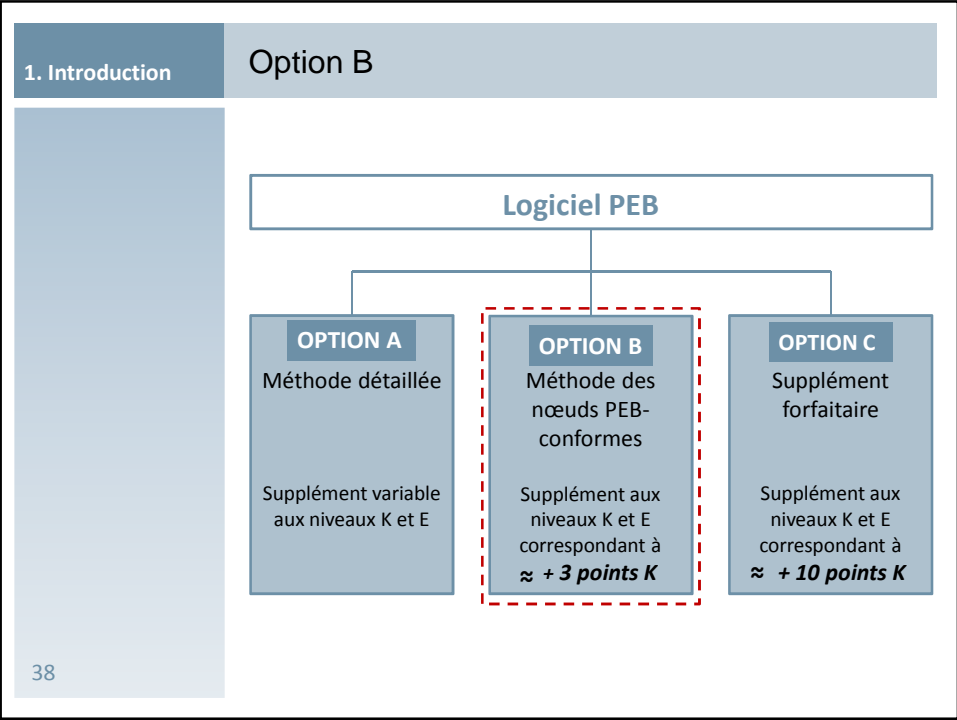 1. Introduction
Option B
Logiciel PEB
OPTION A
Méthode détaillée
Supplément variable
aux niveaux K et E
OPTION B
Méthode des
nœuds PEB-
conformes
Supplément aux
niveaux K et E
correspondant à
≈ + 3 points K
OPTION C
Supplément
forfaitaire
Supplément aux
niveaux K et E
correspondant à
≈ + 10 points K
38